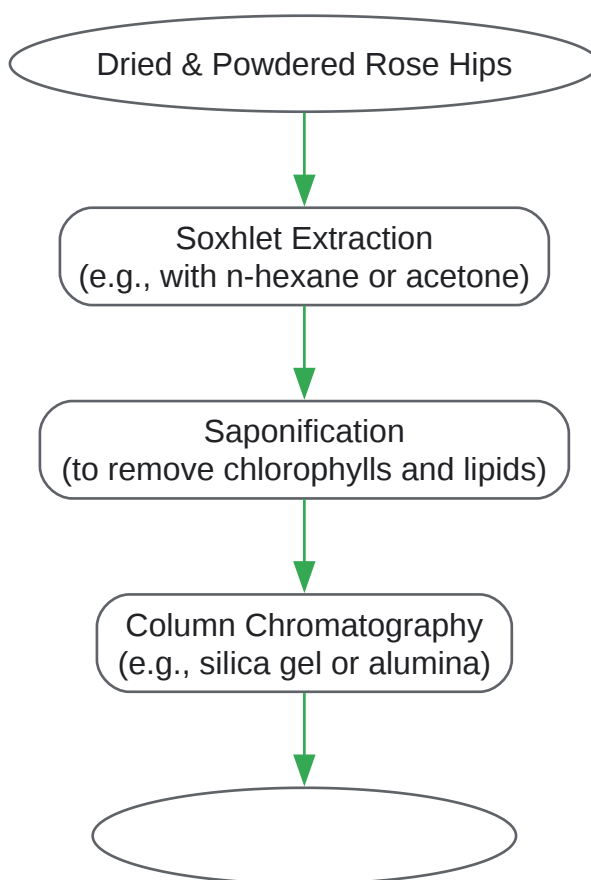 Dried & Powdered Rose Hips
Soxhlet Extraction
(e.g., with n-hexane or acetone)
Saponification
(to remove chlorophylls and lipids)
Column Chromatography
(e.g., silica gel or alumina)